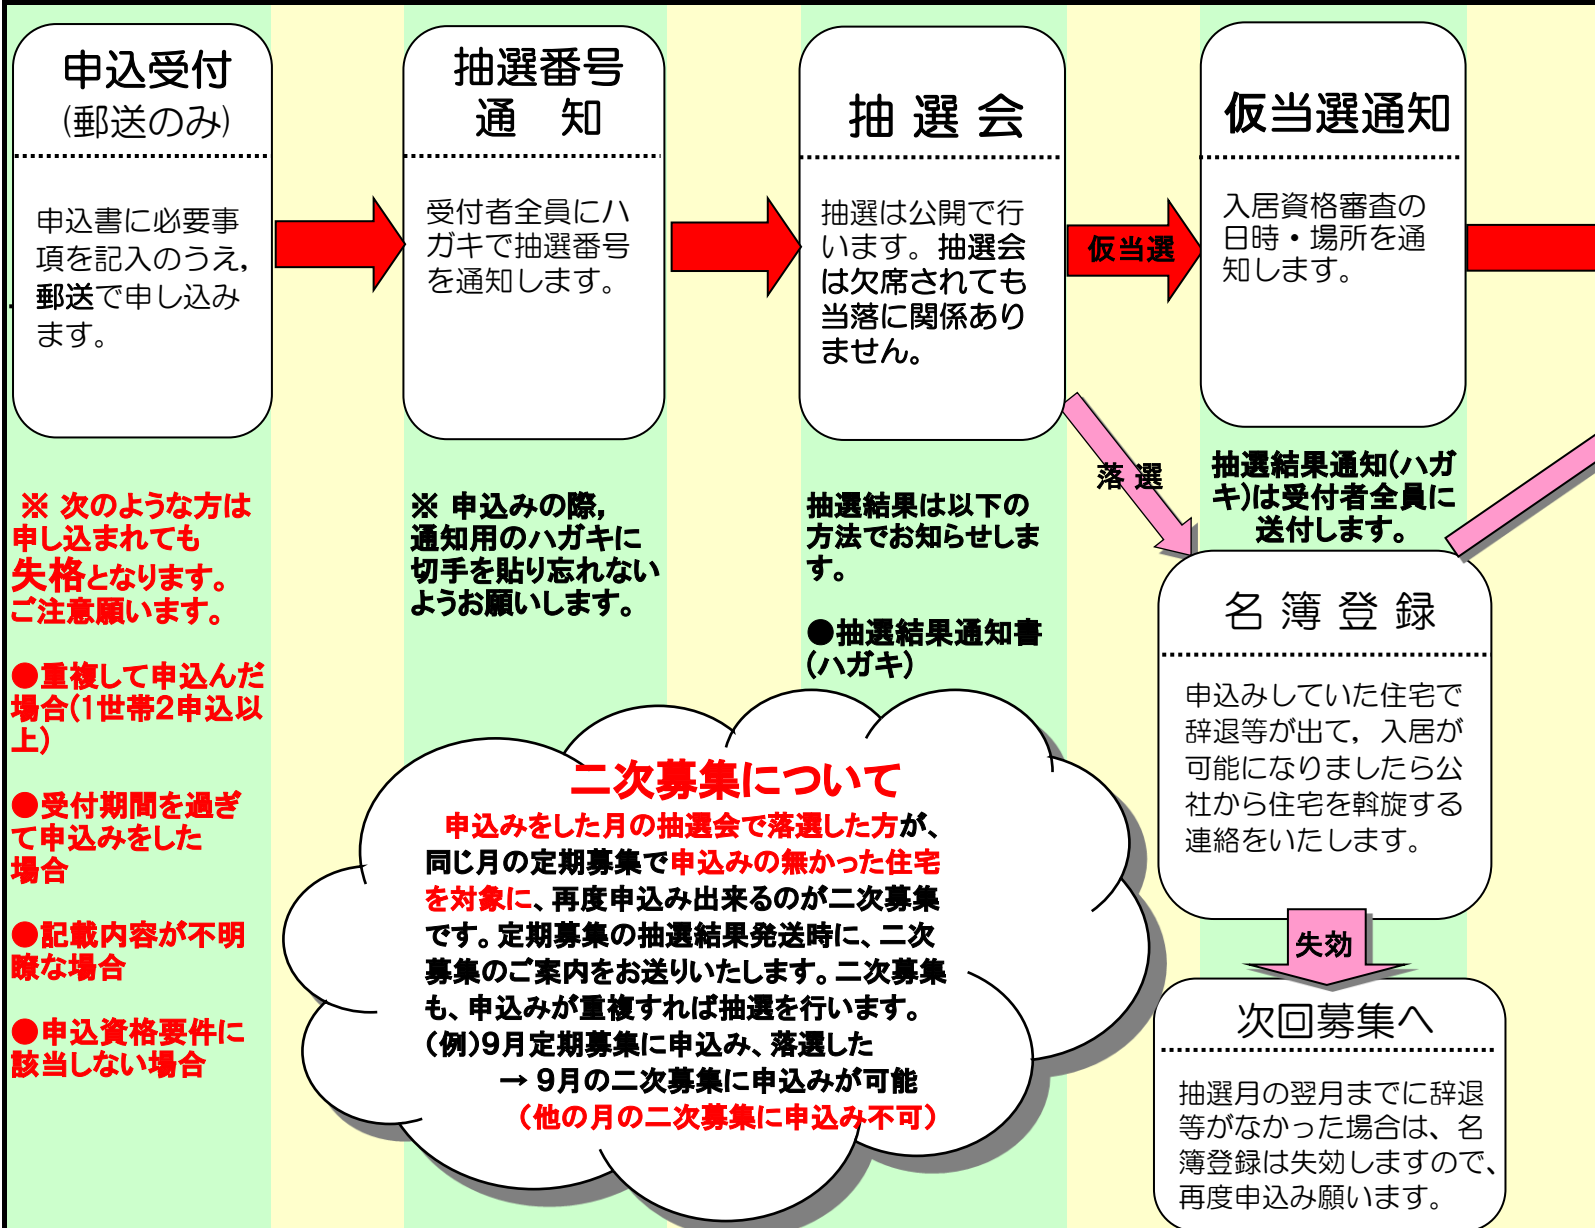 申込受付
(郵送のみ)
申込書に必要事
項を記入のうえ,
郵送で申し込み
ます。
※ 次のような方は
申し込まれても
失格となります。
ご注意願います。
●重複して申込んだ
場合(1世帯2申込以
上)
●受付期間を過ぎ
て申込みをした
場合
●記載内容が不明
瞭な場合
●申込資格要件に
該当しない場合
抽選番号
通 知
受付者全員にハ
ガキで抽選番号
を通知します。
※ 申込みの際,
通知用のハガキに
切手を貼り忘れない
ようお願いします。
抽 選 会
抽選は公開で行
います。抽選会
は欠席されても
当落に関係あり
ません。
抽選結果は以下の
方法でお知らせしま
す。
●抽選結果通知書
(ハガキ)
仮当選
落 選
仮当選通知
入居資格審査の
日時・場所を通
知します。
抽選結果通知(ハガ
キ)は受付者全員に
送付します。
名 簿 登 録
申込みしていた住宅で
辞退等が出て，入居が
可能になりましたら公
社から住宅を斡旋する
連絡をいたします。
失効
次回募集へ
抽選月の翌月までに辞退
等がなかった場合は、名
簿登録は失効しますので、
再度申込み願います。
二次募集について
申込みをした月の抽選会で落選した方が、
同じ月の定期募集で申込みの無かった住宅
を対象に、再度申込み出来るのが二次募集
です。定期募集の抽選結果発送時に、二次
募集のご案内をお送りいたします。二次募集
も、申込みが重複すれば抽選を行います。
（例）9月定期募集に申込み、落選した
→ 9月の二次募集に申込みが可能
（他の月の二次募集に申込み不可）